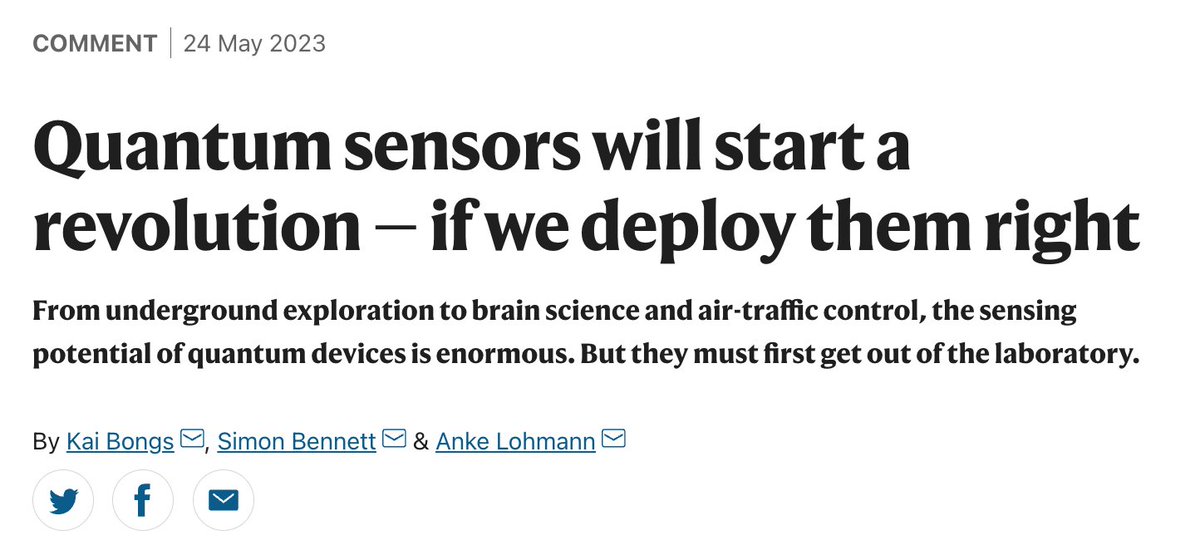 COMMENT | 24 May 2023
Quantum sensors will start a
revolution — if we deploy them right
From underground exploration to brain science and air-traffic control, the sensing
potential of quantum devices is enormous. But they must first get out of the laboratory.
By Kai Bongs, Simon Bennett & Anke Lohmann